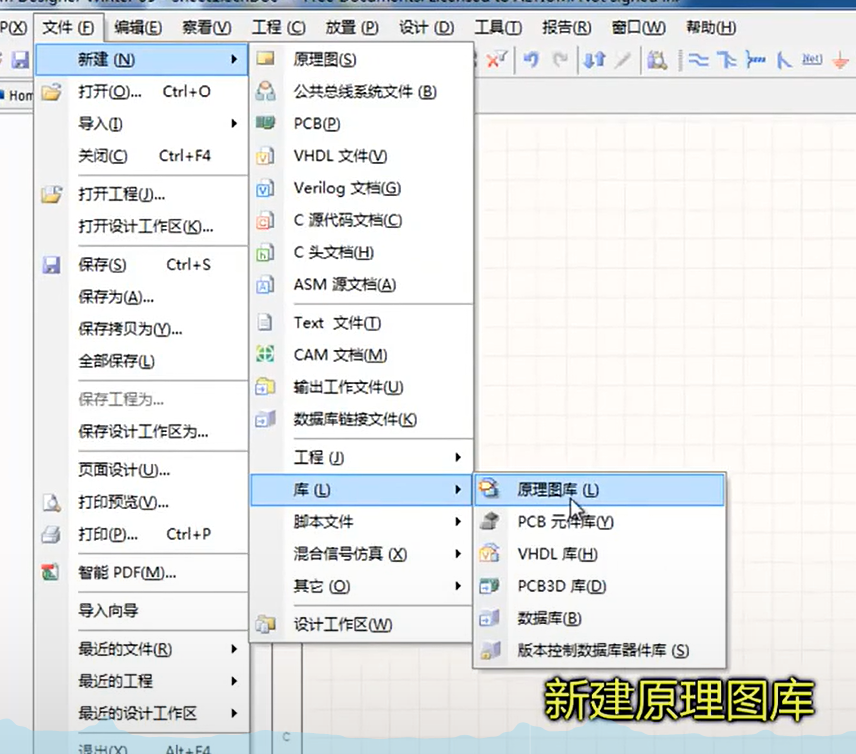 P(X) 文件 (F) 编辑(E) 察看(V) 工程 (C) 放置 (P) 设计 (D) 工具(T) 报告(R) 窗口(W) 帮助(H)
新建 (N)
打开(O)... Ctrl+O
导入(I)
关闭(C) Ctrl+F4
打开工程(J)...
打开设计工作区(K)...
保存(S) Ctrl+S
保存为(A)...
保存拷贝为(Y)...
全部保存(L)
保存工程为...
保存设计工作区为...
页面设计(U)...
打印预览(V)...
打印(P)... Ctrl+P
智能 PDF(M)...
导入向导
最近的文件(R)
最近的工程
最近的设计工作区
退出(X) Alt+F4
原理图(S)
公共总线系统文件 (B)
PCB(P)
VHDL 文件(V)
Verilog 文档(G)
C 源代码文档(C)
C 头文档(H)
ASM 源文档(A)
Text 文件(T)
CAM 文档(M)
输出工作文件(U)
数据库链接文件(K)
工程 (J)
库 (L)
脚本文件
混合信号仿真 (X)
其它 (O)
设计工作区(W)
原理图库 (L)
PCB 元件库(Y)
VHDL 库(H)
PCB3D 库(D)
数据库(B)
版本控制数据库器件库 (S)
Net
C
新建原理图库